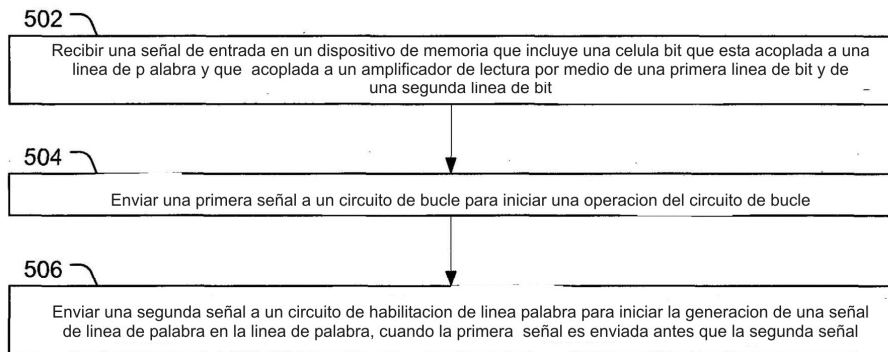 502
Recibir una señal de entrada en un dispositivo de memoria que incluye una celula bit que esta acoplada a una
linea de p alabra y que acoplada a un amplificador de lectura por medio de una primera linea de bit y de
una segunda linea de bit
504
Enviar una primera señal a un circuito de bucle para iniciar una operacion del circuito de bucle
506
Enviar una segunda señal a un circuito de habilitacion de linea palabra para iniciar la generacion de una señal
de linea de palabra en la linea de palabra, cuando la primera señal es enviada antes que la segunda señal